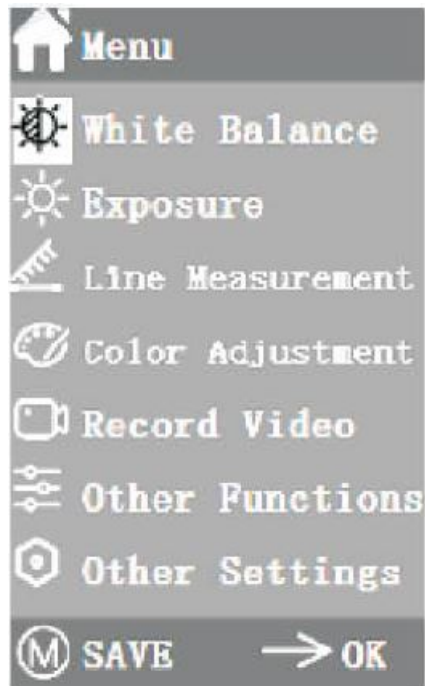 Menu
White Balance
Exposure
Line Measurement
Color Adjustment
Record Video
Other Functions
Other Settings
M SAVE → OK